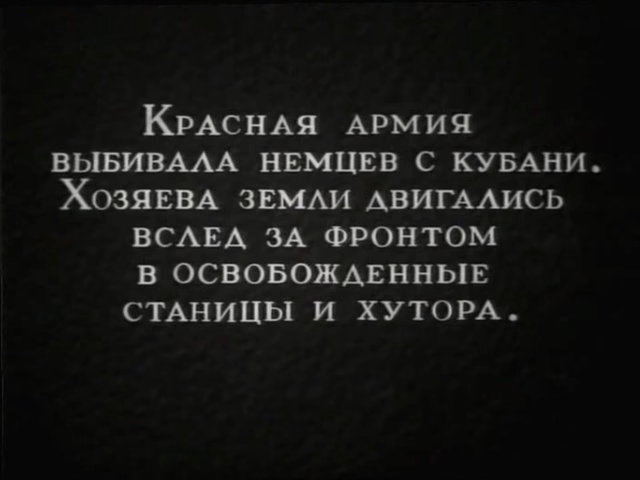 Красная армия
выбивала немцев с Кубани.
Хозяева земли двигались
вслед за фронтом
в освобожденные
станицы и хутора.